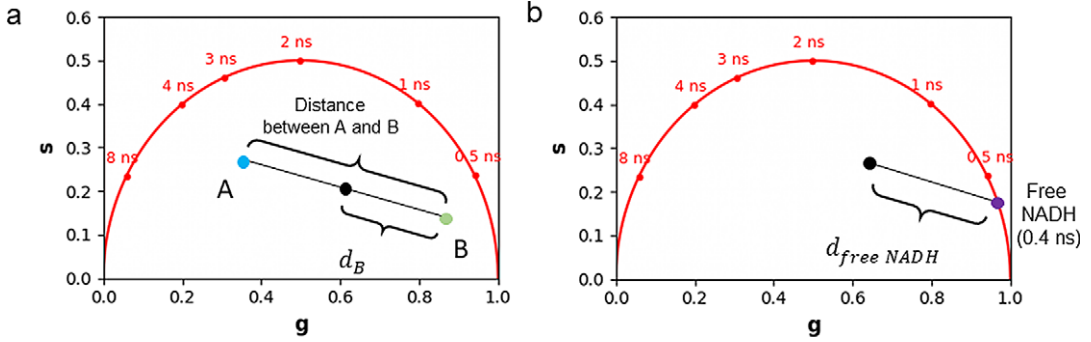 a
0.6
0.5
0.4
0.3
0.2
0.1
0.0
s
2 ns
3 ns
4 ns
8 ns
1 ns
0.5 ns
Distance
between A and B
A
B
d_B
0.0 0.2 0.4 0.6 0.8 1.0
g
b
0.6
0.5
0.4
0.3
0.2
0.1
0.0
s
2 ns
3 ns
4 ns
8 ns
1 ns
0.5 ns
Free
NADH
(0.4 ns)
d_free NADH
0.0 0.2 0.4 0.6 0.8 1.0
g